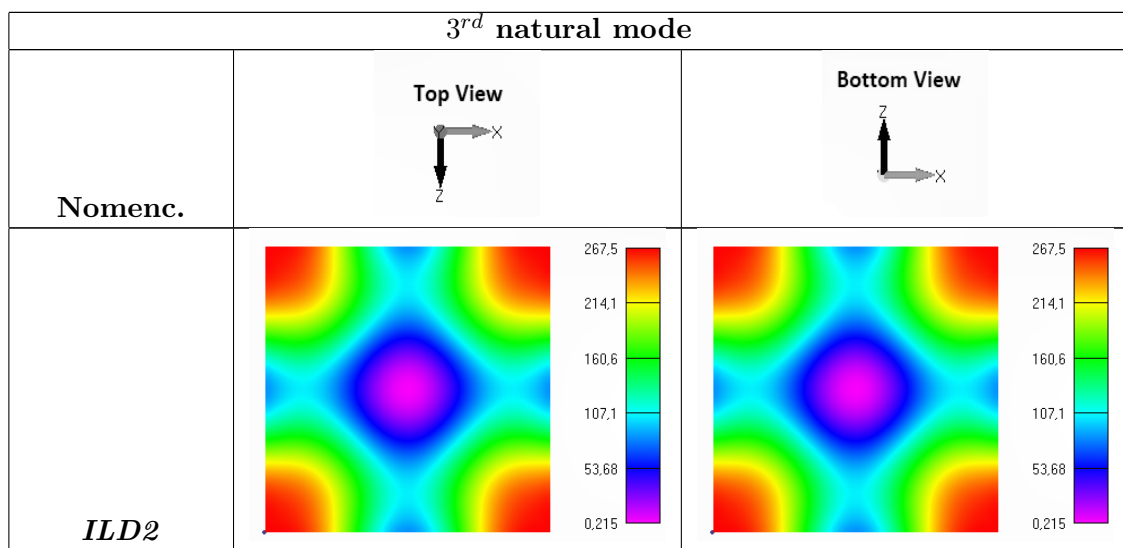 3rd natural mode
Nomenc.
Top View
Y
X
Z
Bottom View
Z
X
ILD2
267,5
214,1
160,6
107,1
53,68
0,215
267,5
214,1
160,6
107,1
53,68
0,215